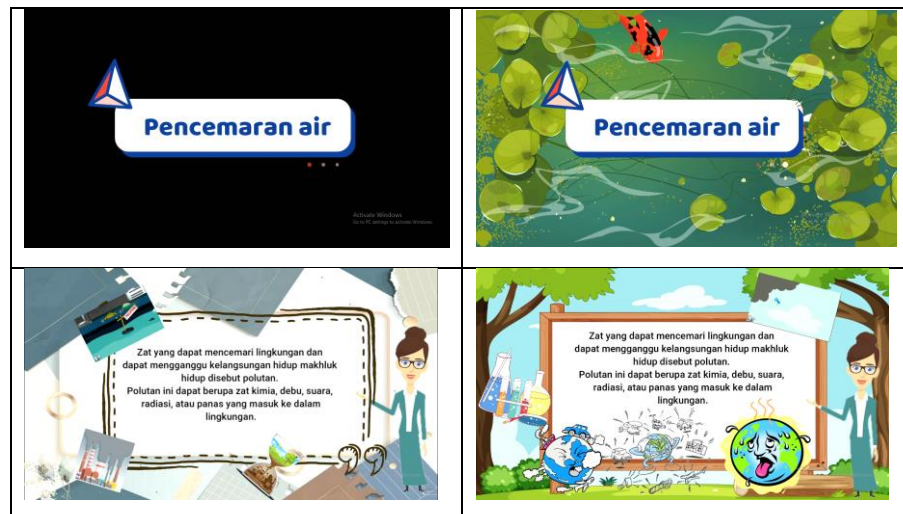 Pencemaran air
Activate Windows
Go to PC settings to activate Windows.
Pencemaran air
Zat yang dapat mencemari lingkungan dan
dapat mengganggu kelangsungan hidup makhluk
hidup disebut polutan.
Polutan ini dapat berupa zat kimia, debu, suara,
radiasi, atau panas yang masuk ke dalam
lingkungan.
Zat yang dapat mencemari lingkungan dan
dapat mengganggu kelangsungan hidup makhluk
hidup disebut polutan.
Polutan ini dapat berupa zat kimia, debu, suara,
radiasi, atau panas yang masuk ke dalam
lingkungan.